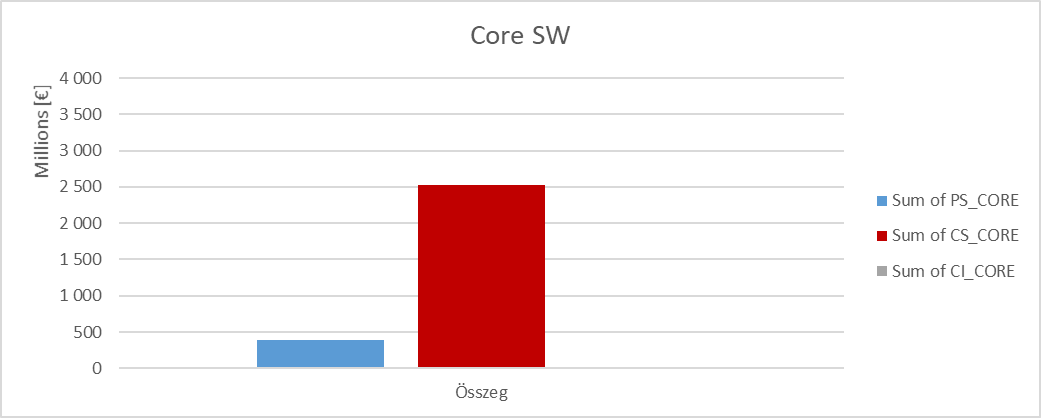 Core SW
Millions [€]
4 000
3 500
3 000
2 500
2 000
1 500
1 000
500
0
Összeg
Sum of PS_CORE
Sum of CS_CORE
Sum of CI_CORE